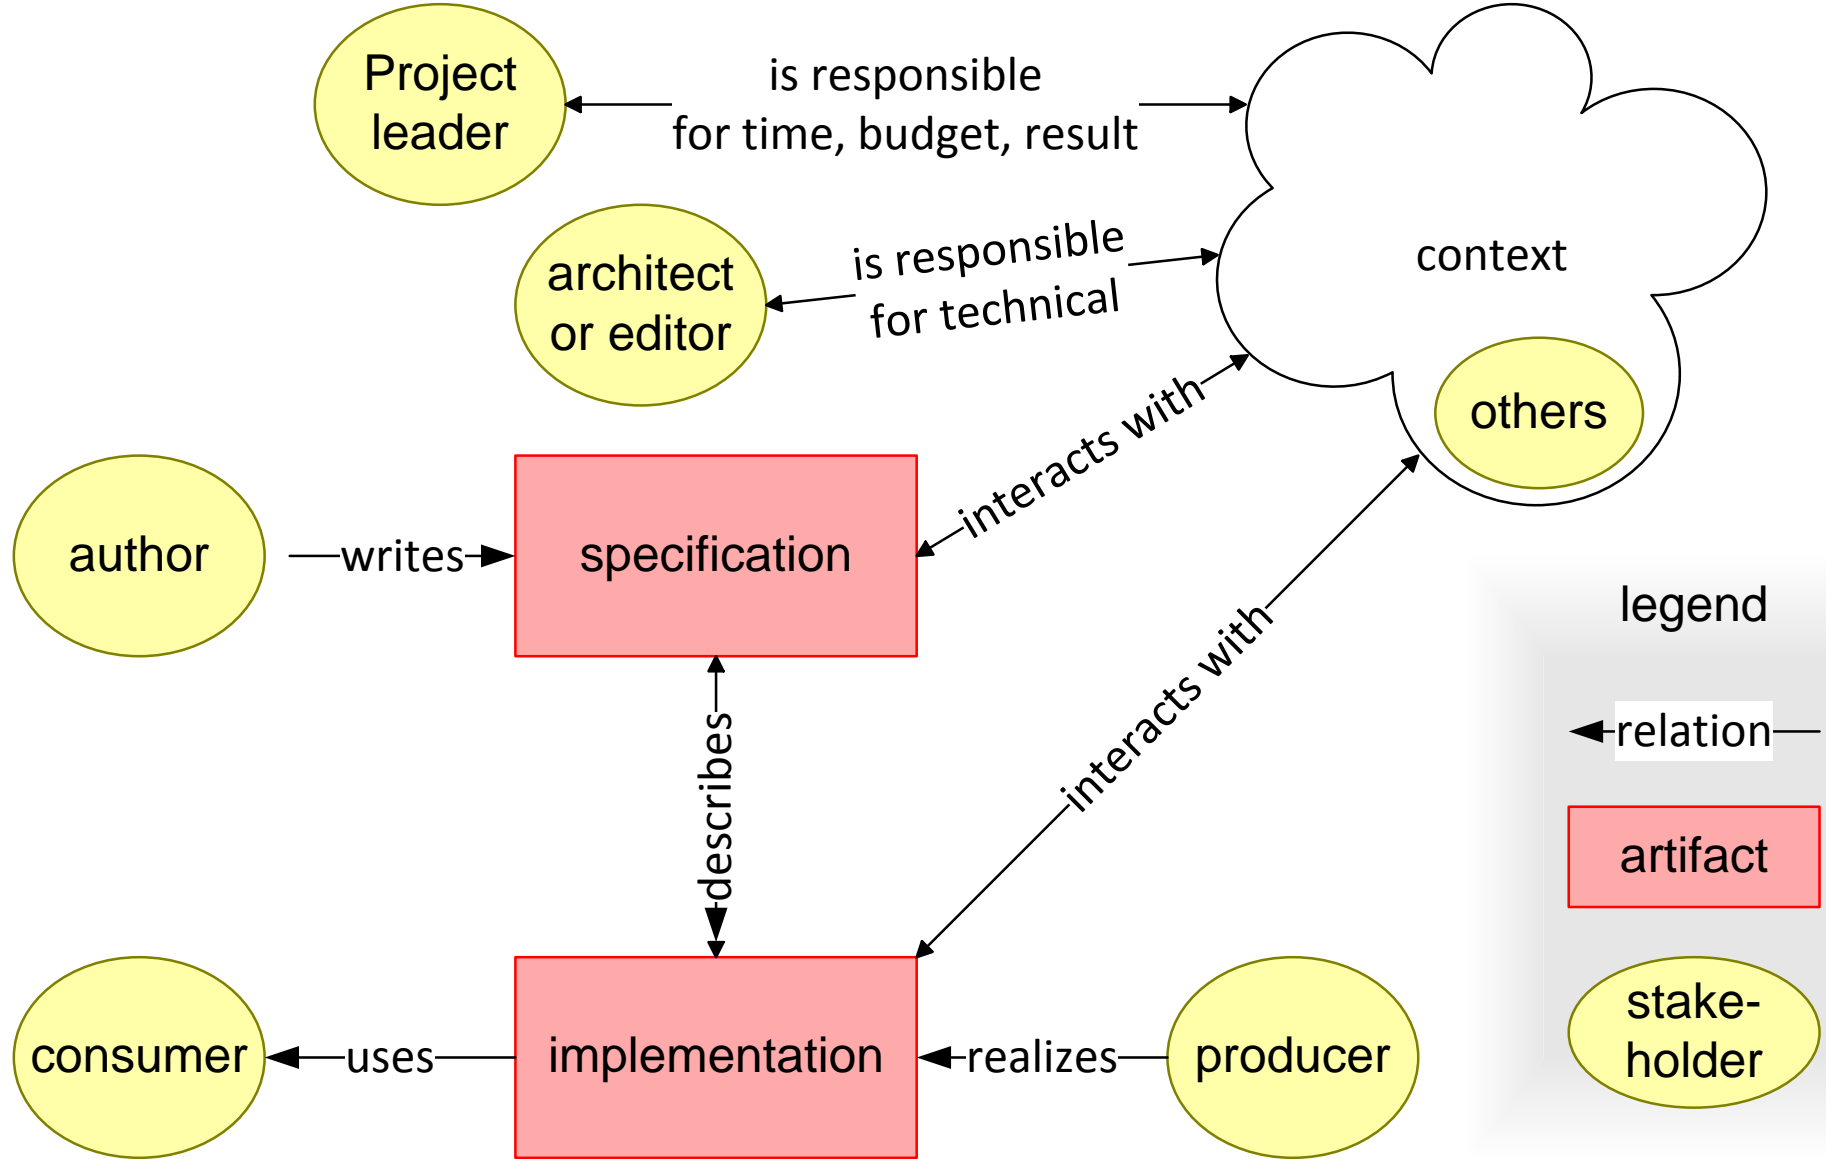 Project
leader
is responsible
for time, budget, result
architect
or editor
is responsible
for technical
context
others
interacts with
author
writes
specification
interacts with
describes
consumer
uses
implementation
realizes
producer
legend
relation
artifact
stake-
holder